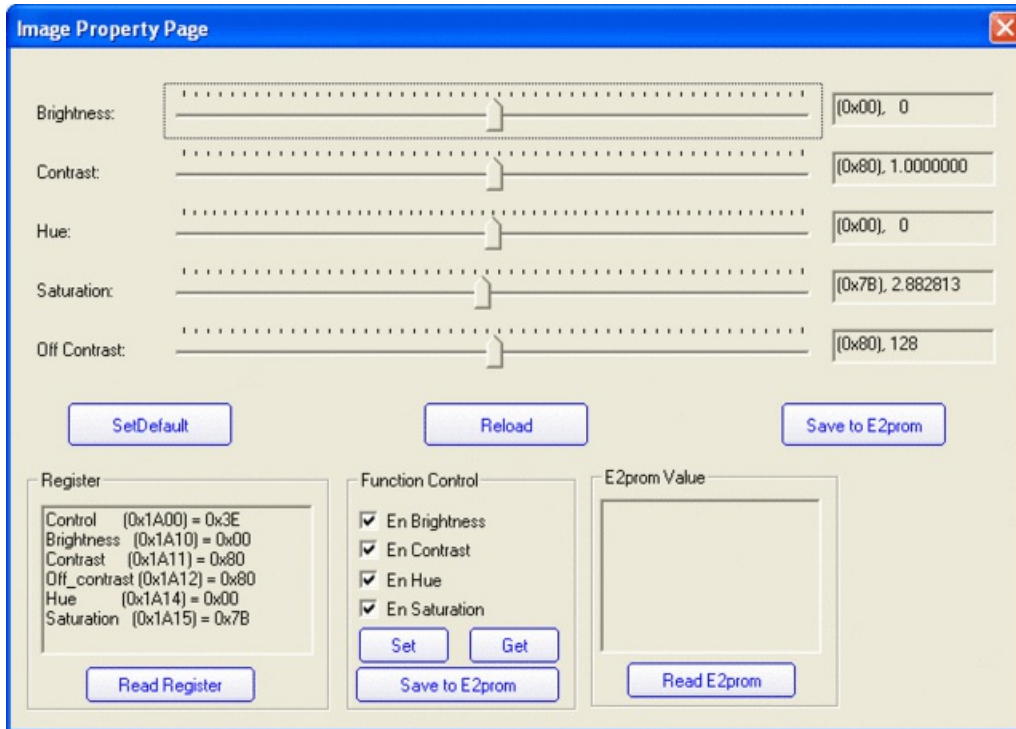 Image Property Page
Brightness: (0x00), 0
Contrast: (0x80), 1.0000000
Hue: (0x00), 0
Saturation: (0x7B), 2.882813
Off Contrast: (0x80), 128
SetDefault Reload Save to E2prom
Register
Control (0x1A00) = 0x3E
Brightness (0x1A10) = 0x00
Contrast (0x1A11) = 0x80
Off_contrast (0x1A12) = 0x80
Hue (0x1A14) = 0x00
Saturation (0x1A15) = 0x7B
Read Register
Function Control
En Brightness
En Contrast
En Hue
En Saturation
Set Get
Save to E2prom
E2prom Value
Read E2prom